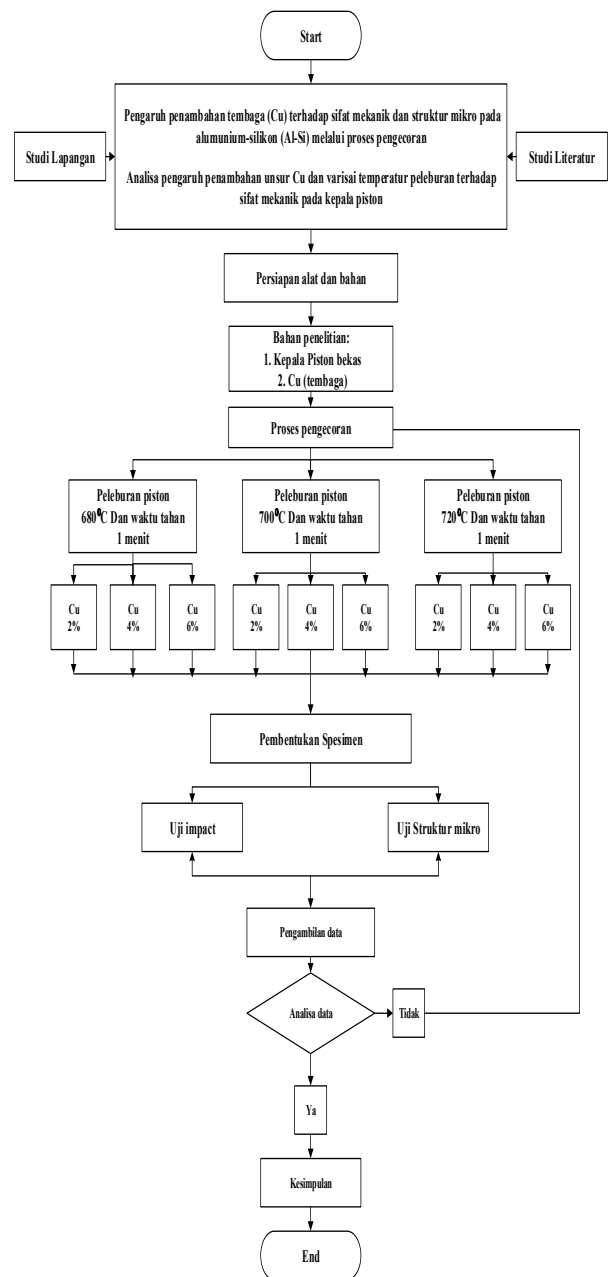 Start
Pengaruh penambahan tembaga (Cu) terhadap sifat mekanik dan struktur mikro pada
alumunium-silikon (Al-Si) melalui proses pengecoran
Analisa pengaruh penambahan unsur Cu dan varisai temperatur peleburan terhadap
sifat mekanik pada kepala piston
Studi Lapangan
Studi Literatur
Persiapan alat dan bahan
Bahan penelitian:
1. Kepala Piston bekas
2. Cu (tembaga)
Proses pengecoran
Peleburan piston
680⁰C Dan waktu tahan
1 menit
Peleburan piston
700⁰C Dan waktu tahan
1 menit
Peleburan piston
720⁰C Dan waktu tahan
1 menit
Cu
2%
Cu
4%
Cu
6%
Cu
2%
Cu
4%
Cu
6%
Cu
2%
Cu
4%
Cu
6%
Pembentukan Spesimen
Uji impact
Uji Struktur mikro
Pengambilan data
Analisa data
Tidak
Ya
Kesimpulan
End